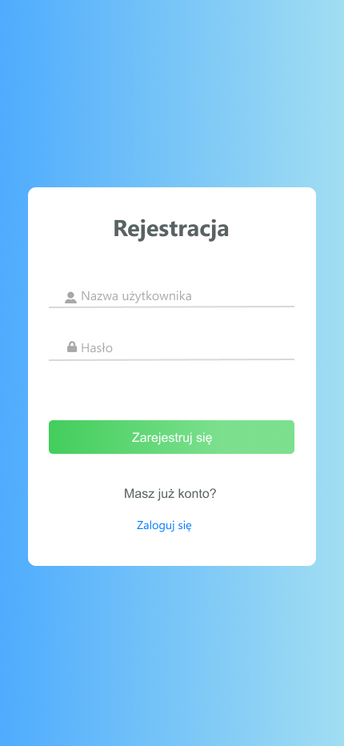 Rejestracja
Nazwa użytkownika
Hasło
Zarejestruj się
Masz już konto?
Zaloguj się